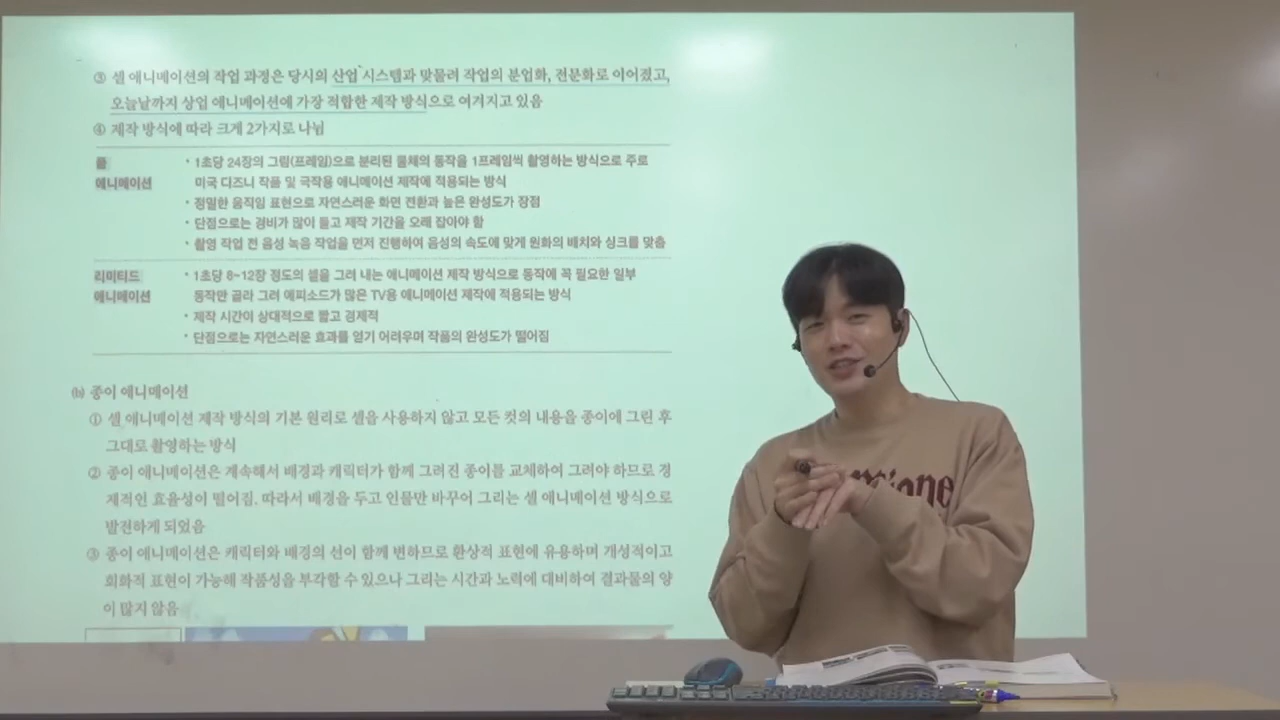 ③ 셀 애니메이션의 작업 과정은 당시의 산업 시스템과 맞물려 작업의 분업화, 전문화로 이어졌고,
오늘날까지 상업 애니메이션에 가장 적합한 제작 방식으로 여겨지고 있음
④ 제작 방식에 따라 크게 2가지로 나뉨
풀
애니메이션
• 1초당 24장의 그림(프레임)으로 분리된 물체의 동작을 1프레임씩 촬영하는 방식으로 주로
미국 디즈니 작품 및 극작용 애니메이션 제작에 적용되는 방식
• 정밀한 움직임 표현으로 자연스러운 화면 전환과 높은 완성도가 장점
• 단점으로는 경비가 많이 들고 제작 기간을 오래 잡아야 함
• 촬영 작업 전 음성 녹음 작업을 먼저 진행하여 음성의 속도에 맞게 원화의 배치와 싱크를 맞춤
리미티드
애니메이션
• 1초당 8~12장 정도의 셀을 그려 내는 애니메이션 제작 방식으로 동작에 꼭 필요한 일부
동작만 골라 그려 에피소드가 많은 TV용 애니메이션 제작에 적용되는 방식
• 제작 시간이 상대적으로 짧고 경제적
• 단점으로는 자연스러운 효과를 얻기 어려우며 작품의 완성도가 떨어짐
(b) 종이 애니메이션
① 셀 애니메이션 제작 방식의 기본 원리로 셀을 사용하지 않고 모든 컷의 내용을 종이에 그린 후
그대로 촬영하는 방식
② 종이 애니메이션은 계속해서 배경과 캐릭터가 함께 그려진 종이를 교체하여 그려야 하므로 경
제적인 효율성이 떨어짐. 따라서 배경을 두고 인물만 바꾸어 그리는 셀 애니메이션 방식으로
발전하게 되었음
③ 종이 애니메이션은 캐릭터와 배경의 선이 함께 변하므로 환상적 표현에 유용하며 개성적이고
회화적 표현이 가능해 작품성을 부각할 수 있으나 그리는 시간과 노력에 대비하여 결과물의 양
이 많지 않음